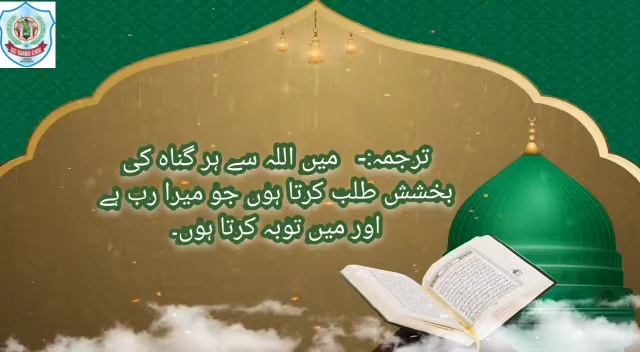 ترجمہ:- میں اللہ سے ہر گناہ کی
بخشش طلب کرتا ہوں جو میرا رب ہے
اور میں توبہ کرتا ہوں۔